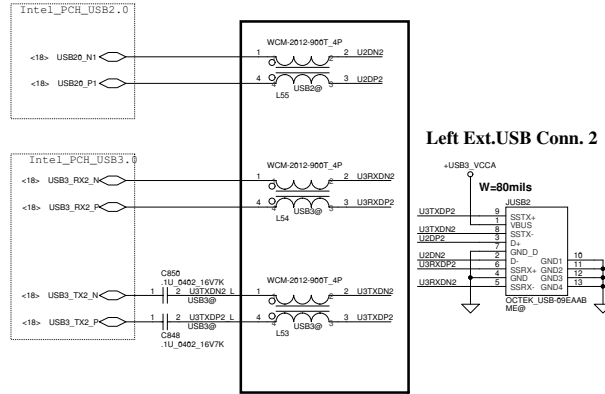 Intel_PCH_USB2.0
<18> USB20_N1
<18> USB20_P1
WCM-2012-900T_4P
1 2 U2DN2
4 3 U2DP2
L55 USB2@
Intel_PCH_USB3.0
<18> USB3_RX2_N
<18> USB3_RX2_P
WCM-2012-900T_4P
1 2 U3RXDN2
4 3 U3RXDP2
L54 USB3@
<18> USB3_TX2_N
<18> USB3_TX2_P
C850
.1U_0402_16V7K
1 2 U3TXDN2_L
USB3@
1 2 U3TXDP2_L
USB3@
C848
.1U_0402_16V7K
WCM-2012-900T_4P
1 2 U3TXDN2
4 3 U3TXDP2
L53 USB3@
Left Ext.USB Conn. 2
+USB3_VCCA
W=80mils
JUSB2
U3TXDP2 9 SSTX+
1 VBUS
U3TXDN2 8 SSTX-
U2DP2 3 D+
7 GND_D
U2DN2 2 D- GND1 10
U3RXDP2 6 SSRX+ GND2 11
4 GND GND3 12
U3RXDN2 5 SSRX- GND4 13
OCTEK_USB-09EAAB
ME@